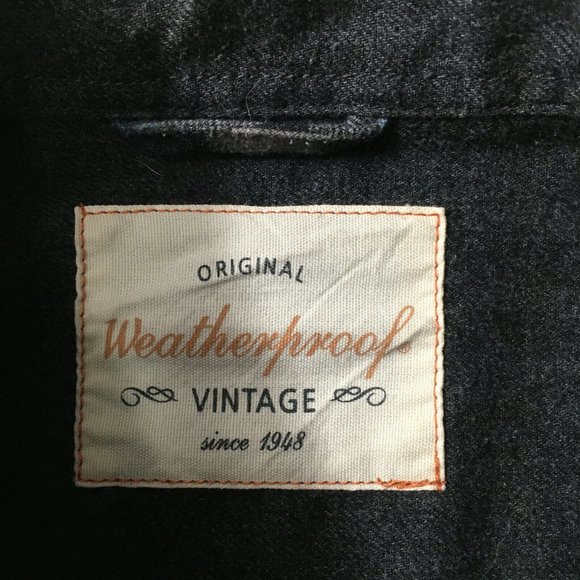 ORIGINAL
Weatherproof
VINTAGE
since 1948